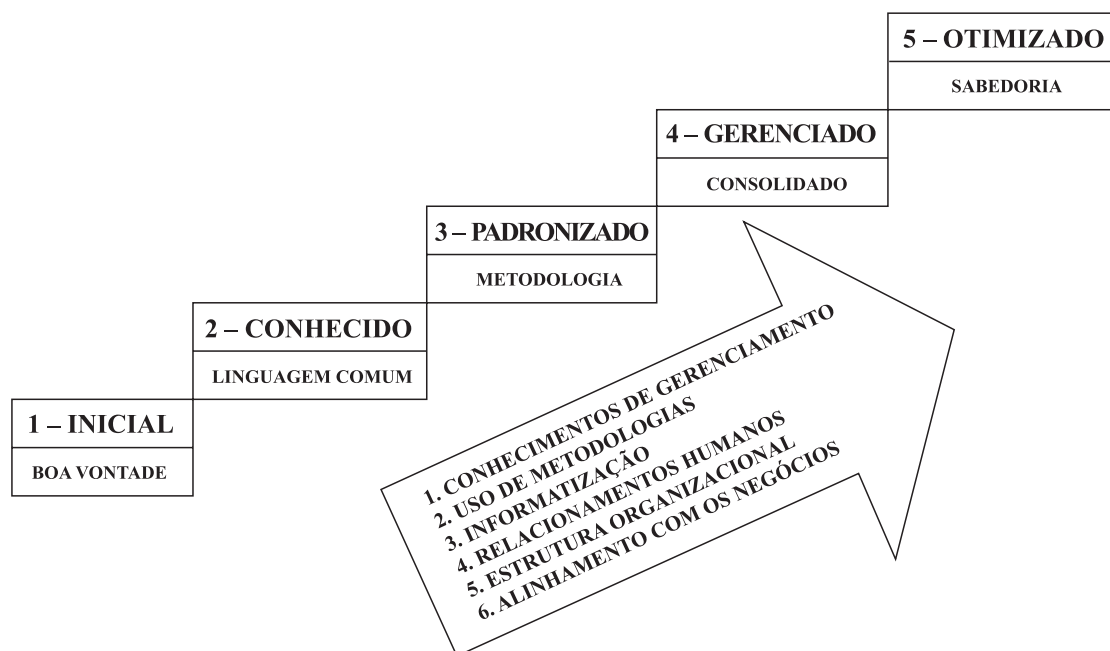 5 – OTIMIZADO
SABEDORIA
4 – GERENCIADO
CONSOLIDADO
3 – PADRONIZADO
METODOLOGIA
2 – CONHECIDO
LINGUAGEM COMUM
1 – INICIAL
BOA VONTADE
1. CONHECIMENTOS DE GERENCIAMENTO
2. USO DE METODOLOGIAS
3. INFORMATIZAÇÃO
4. RELACIONAMENTOS HUMANOS
5. ESTRUTURA ORGANIZACIONAL
6. ALINHAMENTO COM OS NEGÓCIOS